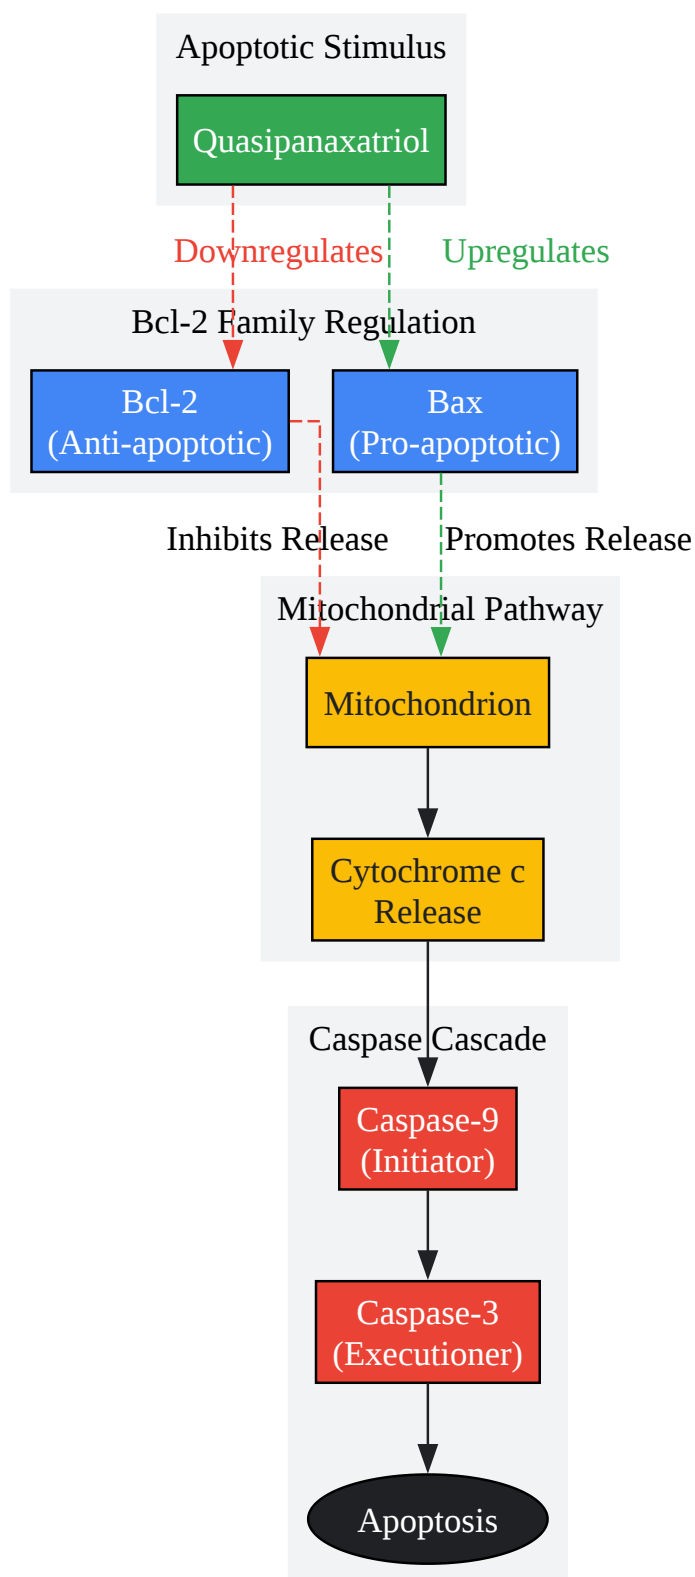 Apoptotic Stimulus
Quasipanaxatriol
Downregulates
Upregulates
Bcl-2 Family Regulation
Bcl-2
(Anti-apoptotic)
Bax
(Pro-apoptotic)
Inhibits Release
Promotes Release
Mitochondrial Pathway
Mitochondrion
Cytochrome c
Release
Caspase Cascade
Caspase-9
(Initiator)
Caspase-3
(Executioner)
Apoptosis